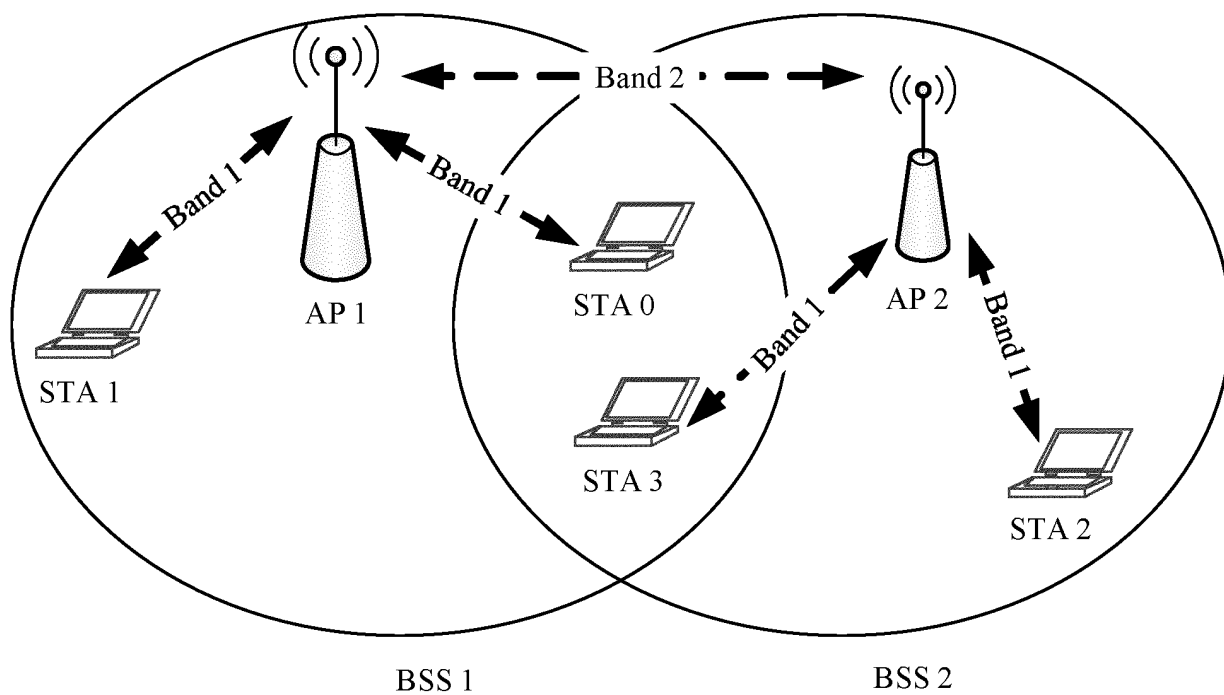 Band 2
Band 1
Band 1
AP 1
STA 0
AP 2
STA 1
Band 1
Band 1
STA 3
STA 2
BSS 1
BSS 2